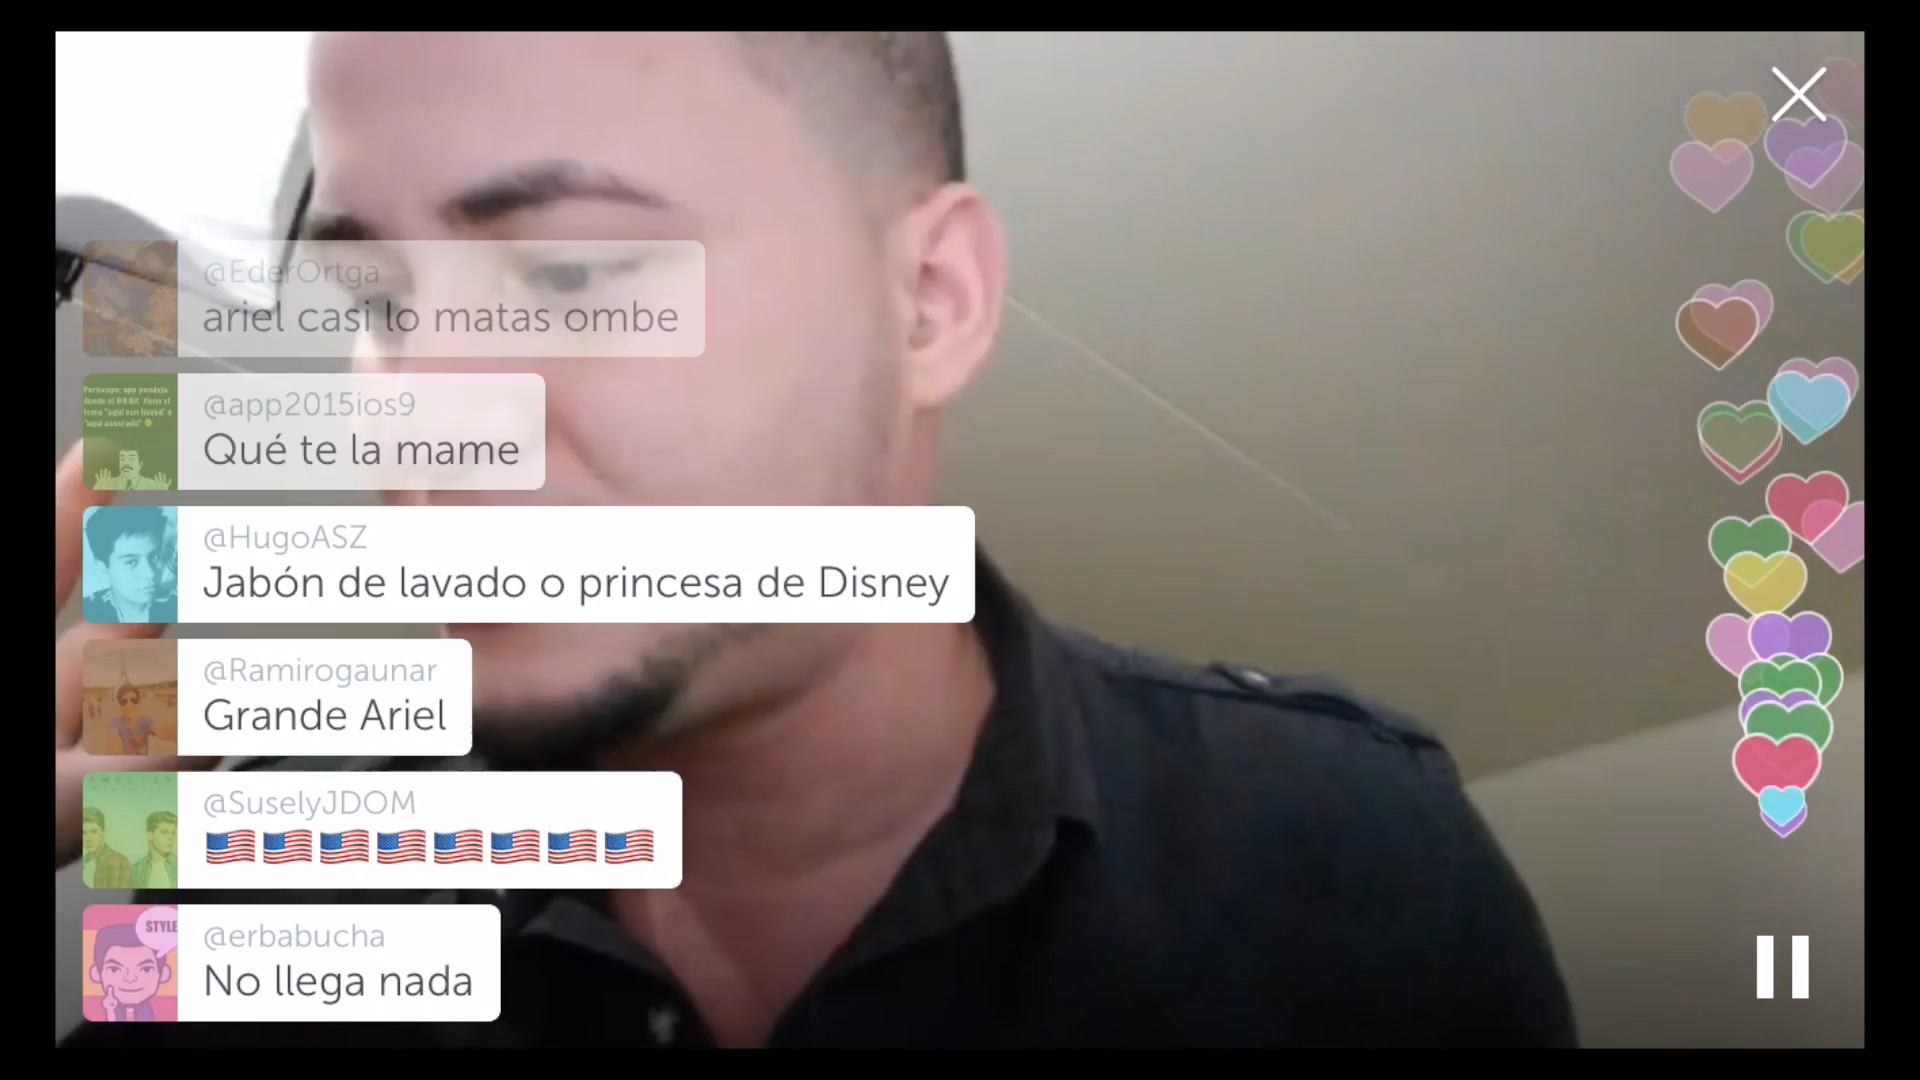 @EderOrtga
ariel casi lo matas ombe
@app2015ios9
Qué te la mame
@HugoASZ
Jabón de lavado o princesa de Disney
@Ramirogaunar
Grande Ariel
@SuselyJDOM
🇺🇸🇺🇸🇺🇸🇺🇸🇺🇸🇺🇸🇺🇸🇺🇸
@erbabucha
No llega nada
STYLE